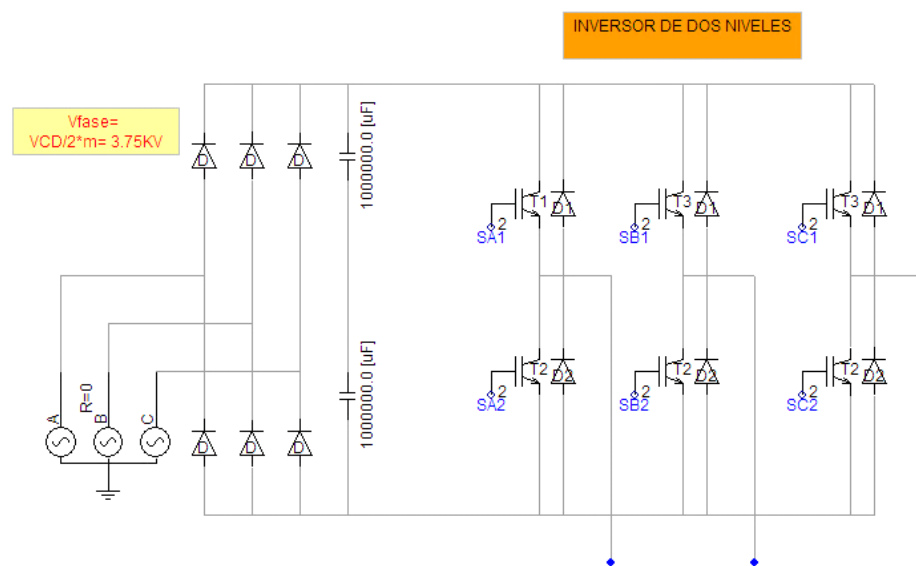 INVERSOR DE DOS NIVELES
Vfase=
VCD/2*m= 3.75KV
D D D
1000000.0 [uF]
T1 D1
2
SA1
T3 D1
2
SB1
T3 D1
2
SC1
1000000.0 [uF]
T2 D2
2
SA2
T2 D2
2
SB2
T2 D2
2
SC2
A
R=0
B
C
D D D